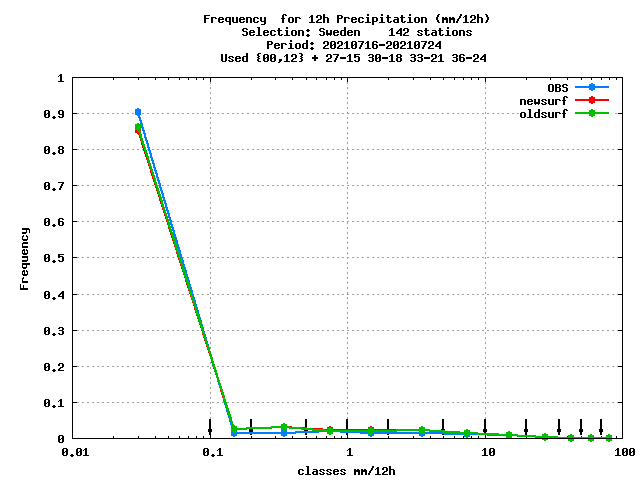 Frequency  for 12h Precipitation (mm/12h)
Selection: Sweden    142 stations
Period: 20210716-20210724
Used {00,12} + 27-15 30-18 33-21 36-24
OBS
newsurf
oldsurf
1
0.9
0.8
0.7
0.6
0.5
0.4
0.3
0.2
0.1
0
Frequency
0.01
0.1
1
10
100
classes mm/12h